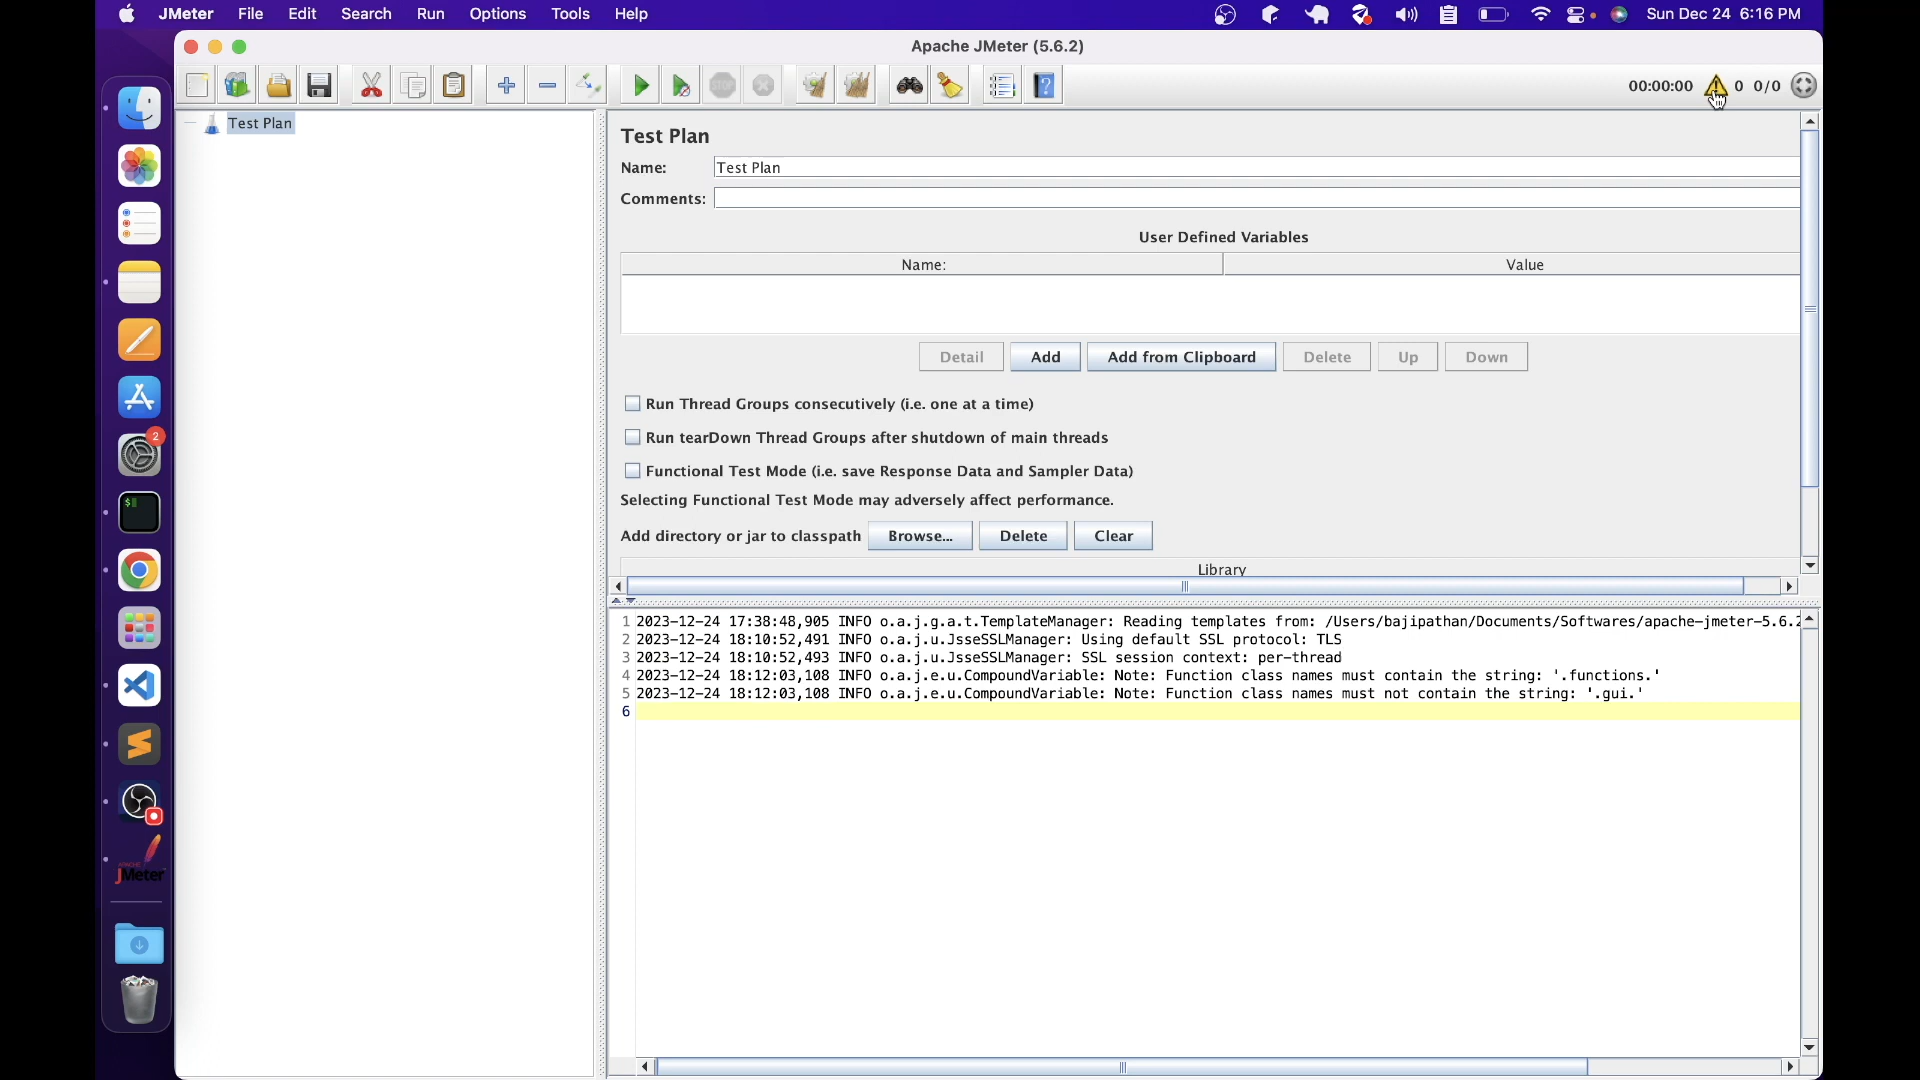 JMeter File Edit Search Run Options Tools Help Sun Dec 24 6:16 PM
Apache JMeter (5.6.2)
00:00:00 0 0/0
2
$
APACHE
JMeter
Test Plan
Test Plan
Name: Test Plan
Comments:
User Defined Variables
Name: Value
Detail Add Add from Clipboard Delete Up Down
Run Thread Groups consecutively (i.e. one at a time)
Run tearDown Thread Groups after shutdown of main threads
Functional Test Mode (i.e. save Response Data and Sampler Data)
Selecting Functional Test Mode may adversely affect performance.
Add directory or jar to classpath Browse... Delete Clear
Library
1 2023-12-24 17:38:48,905 INFO o.a.j.g.a.t.TemplateManager: Reading templates from: /Users/bajipathan/Documents/Softwares/apache-jmeter-5.6.2
2 2023-12-24 18:10:52,491 INFO o.a.j.u.JsseSSLManager: Using default SSL protocol: TLS
3 2023-12-24 18:10:52,493 INFO o.a.j.u.JsseSSLManager: SSL session context: per-thread
4 2023-12-24 18:12:03,108 INFO o.a.j.e.u.CompoundVariable: Note: Function class names must contain the string: '.functions.'
5 2023-12-24 18:12:03,108 INFO o.a.j.e.u.CompoundVariable: Note: Function class names must not contain the string: '.gui.'
6